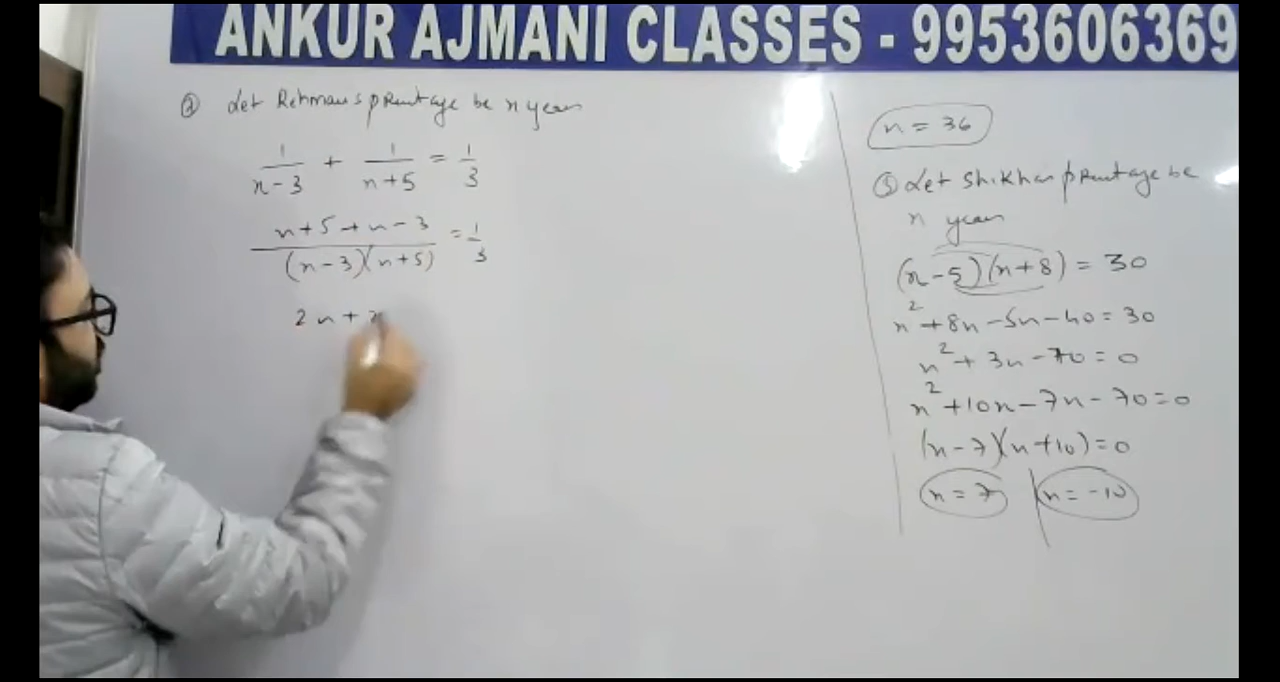 ANKUR AJMANI CLASSES - 9953606369
② Let Rehman's present age be x years
1/(x-3) + 1/(x+5) = 1/3
(x+5+x-3)/((x-3)(x+5)) = 1/3
2x+2
x = 36
③ Let Shikhar present age be
x years
(x-5)(x+8) = 30
x²+8x-5x-40=30
x²+3x-70=0
x²+10x-7x-70=0
(x-7)(x+10)=0
x=7 | x=-10